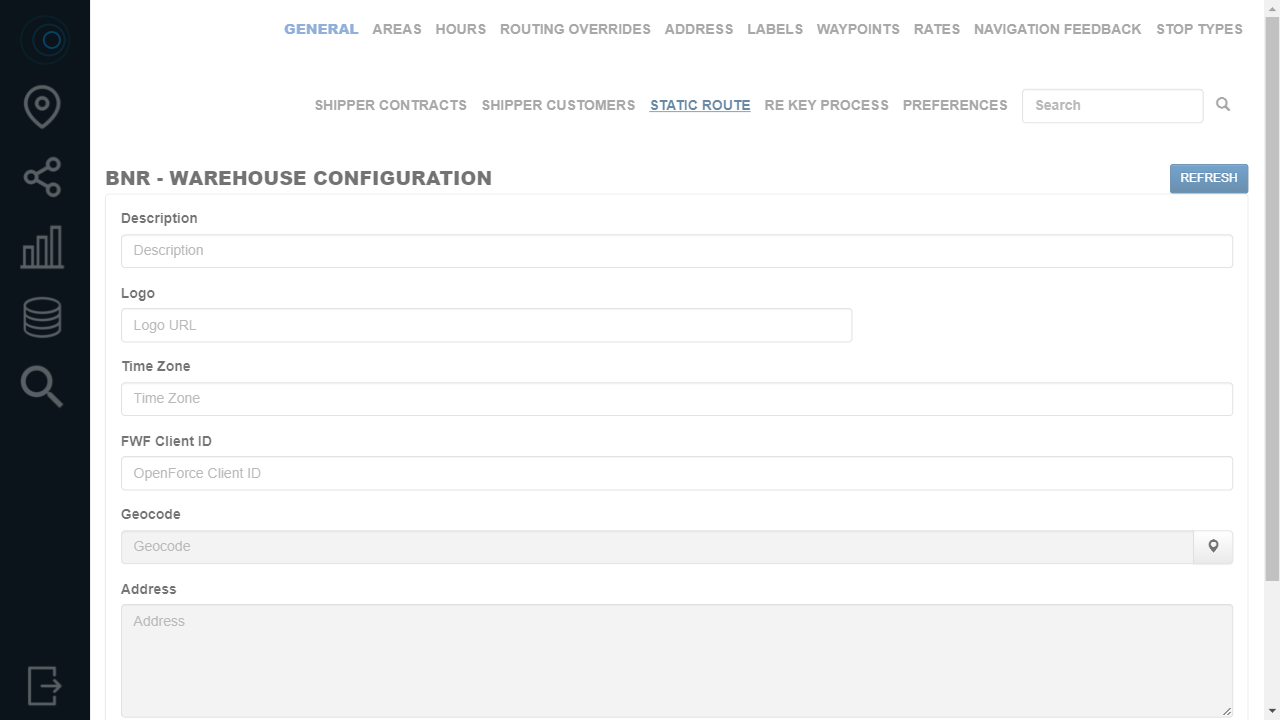 GENERAL AREAS HOURS ROUTING OVERRIDES ADDRESS LABELS WAYPOINTS RATES NAVIGATION FEEDBACK STOP TYPES
SHIPPER CONTRACTS SHIPPER CUSTOMERS STATIC ROUTE RE KEY PROCESS PREFERENCES Search
BNR - WAREHOUSE CONFIGURATION REFRESH
Description
Description
Logo
Logo URL
Time Zone
Time Zone
FWF Client ID
OpenForce Client ID
Geocode
Geocode
Address
Address